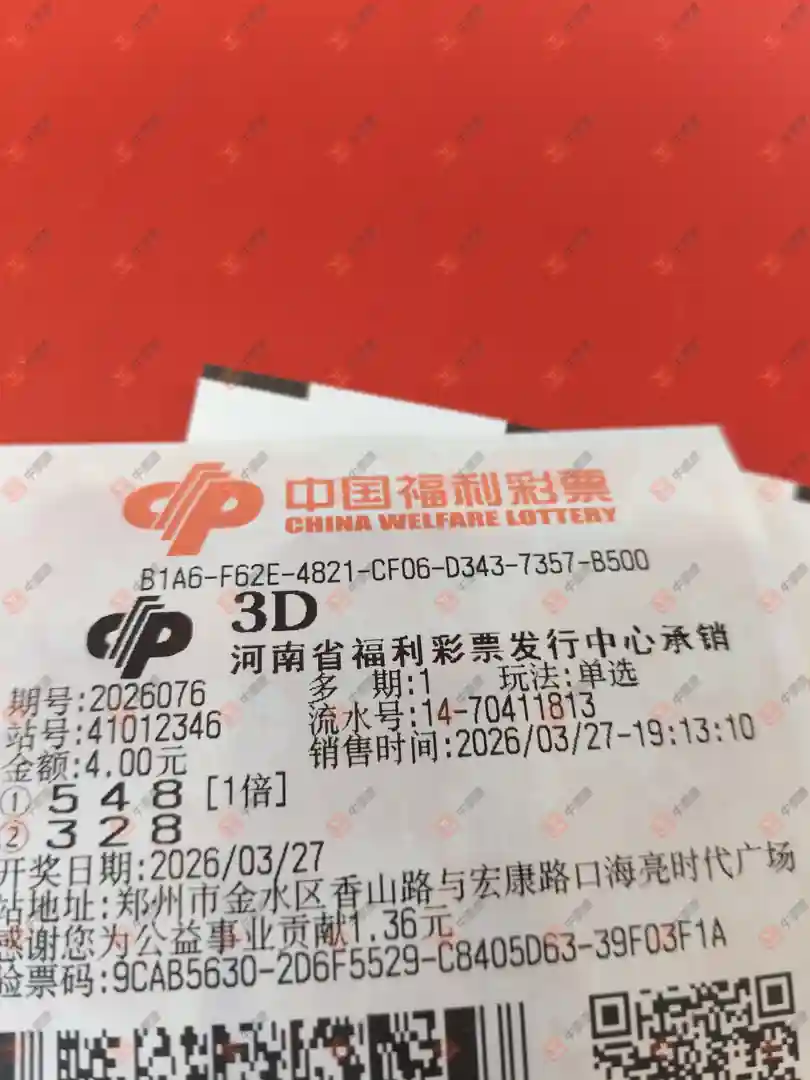 中国福利彩票
CHINA WELFARE LOTTERY
B1A6-F62E-4821-CF06-D343-7357-B500
3D
河南省福利彩票发行中心承销
期号:2026076 多 期:1 玩法:单选
站号:41012346 流水号:14-70411813
金额:4.00元 销售时间:2026/03/27-19:13:10
① 5 4 8 [1倍]
② 3 2 8
开奖日期:2026/03/27
站地址:郑州市金水区香山路与宏康路口海亮时代广场
感谢您为公益事业贡献1.36元
验票码:9CAB5630-2D6F5529-C8405D63-39F03F1A